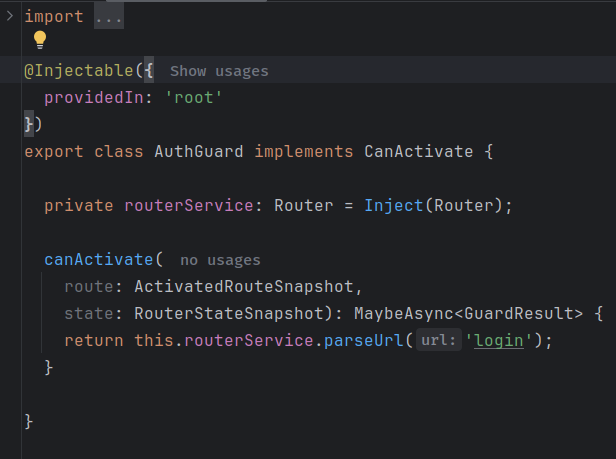 import ...
@Injectable({ Show usages
providedIn: 'root'
})
export class AuthGuard implements CanActivate {
private routerService: Router = Inject(Router);
canActivate( no usages
route: ActivatedRouteSnapshot,
state: RouterStateSnapshot): MaybeAsync<GuardResult> {
return this.routerService.parseUrl( url: 'login');
}
}